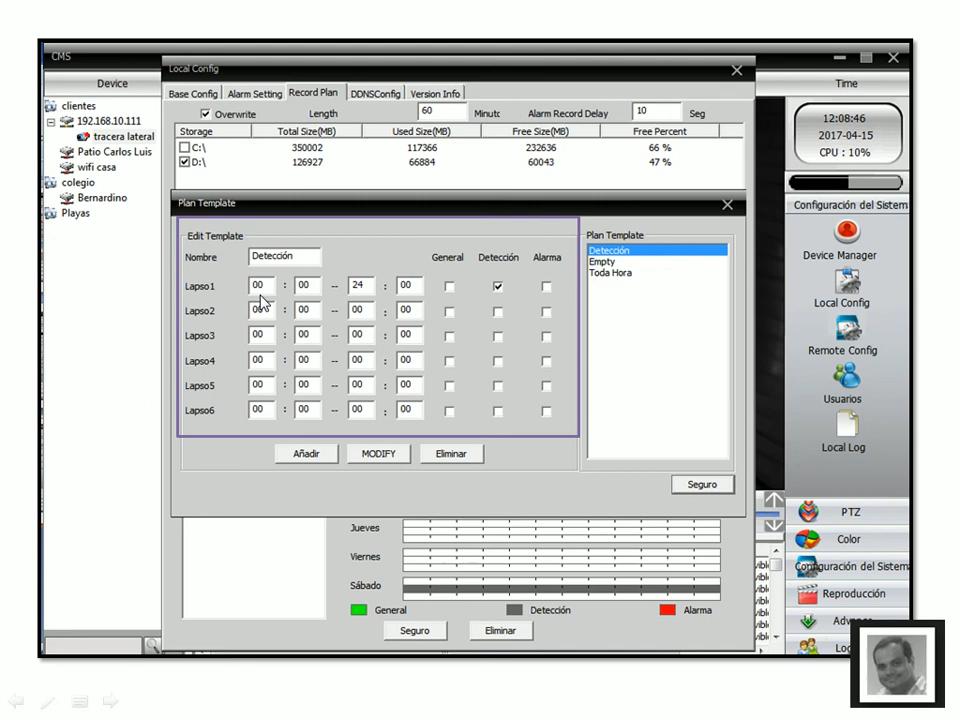 CMS
Local Config
Device
Time
Base Config
Alarm Setting
Record Plan
DDNSConfig
Version Info
Overwrite
Length
60
Minutc
Alarm Record Delay
10
Seg
Storage Total Size(MB) Used Size(MB) Free Size(MB) Free Percent
C:\ 350002 117366 232636 66 %
D:\ 126927 66884 60043 47 %
clientes
192.168.10.111
tracera lateral
Patio Carlos Luis
wifi casa
colegio
Bernardino
Playas
12:08:46
2017-04-15
CPU : 10%
Plan Template
Edit Template
Nombre Detección General Detección Alarma
Lapso1 00 : 00 -- 24 : 00
Lapso2 00 : 00 -- 00 : 00
Lapso3 00 : 00 -- 00 : 00
Lapso4 00 : 00 -- 00 : 00
Lapso5 00 : 00 -- 00 : 00
Lapso6 00 : 00 -- 00 : 00
Añadir
MODIFY
Eliminar
Plan Template
Detección
Empty
Toda Hora
Seguro
Jueves
Viernes
Sábado
General
Detección
Alarma
Seguro
Eliminar
Configuración del Sistem
Device Manager
Local Config
Remote Config
Usuarios
Local Log
PTZ
Color
Configuración del Sistem
Reproducción